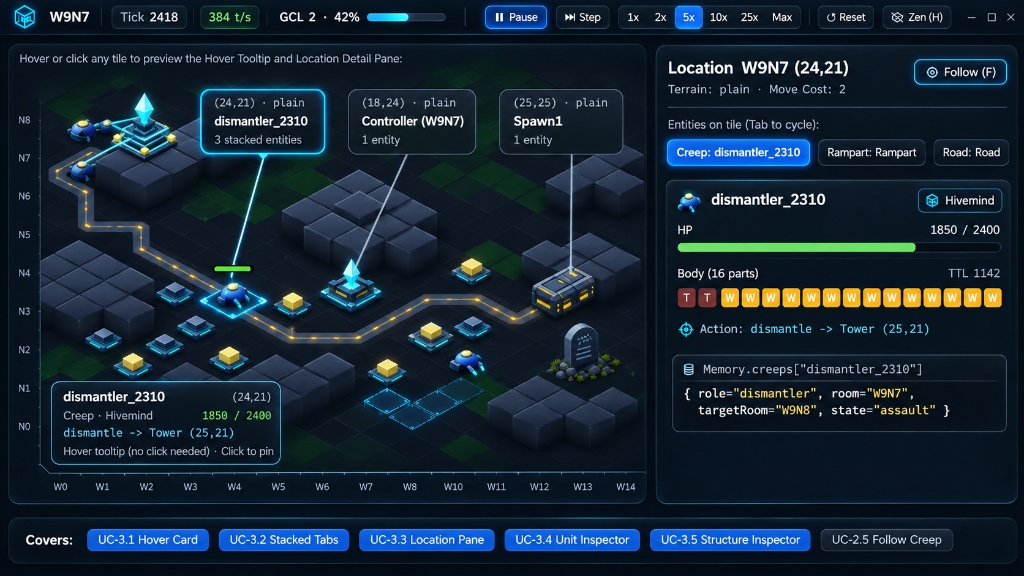 W9N7
Tick 2418
384 t/s
GCL 2 · 42%
Pause
Step
1x 2x 5x 10x 25x Max
Reset
Zen (H)
Hover or click any tile to preview the Hover Tooltip and Location Detail Pane:
(24,21) · plain
dismantler_2310
3 stacked entities
(18,24) · plain
Controller (W9N7)
1 entity
(25,25) · plain
Spawn1
1 entity
N8
N7
N6
N5
N4
N3
N2
N1
N0
dismantler_2310 (24,21)
Creep · Hivemind 1850 / 2400
dismantle -> Tower (25,21)
Hover tooltip (no click needed) · Click to pin
W0 W1 W2 W3 W4 W5 W6 W7 W8 W9 W10 W11 W12 W13 W14
Location W9N7 (24,21)
Follow (F)
Terrain: plain · Move Cost: 2
Entities on tile (Tab to cycle):
Creep: dismantler_2310
Rampart: Rampart
Road: Road
dismantler_2310
Hivemind
HP 1850 / 2400
Body (16 parts) TTL 1142
T T W W W W W W W W W W W W W W
Action: dismantle -> Tower (25,21)
Memory.creeps["dismantler_2310"]
{ role="dismantler", room="W9N7",
targetRoom="W9N8", state="assault" }
Covers:
UC-3.1 Hover Card
UC-3.2 Stacked Tabs
UC-3.3 Location Pane
UC-3.4 Unit Inspector
UC-3.5 Structure Inspector
UC-2.5 Follow Creep